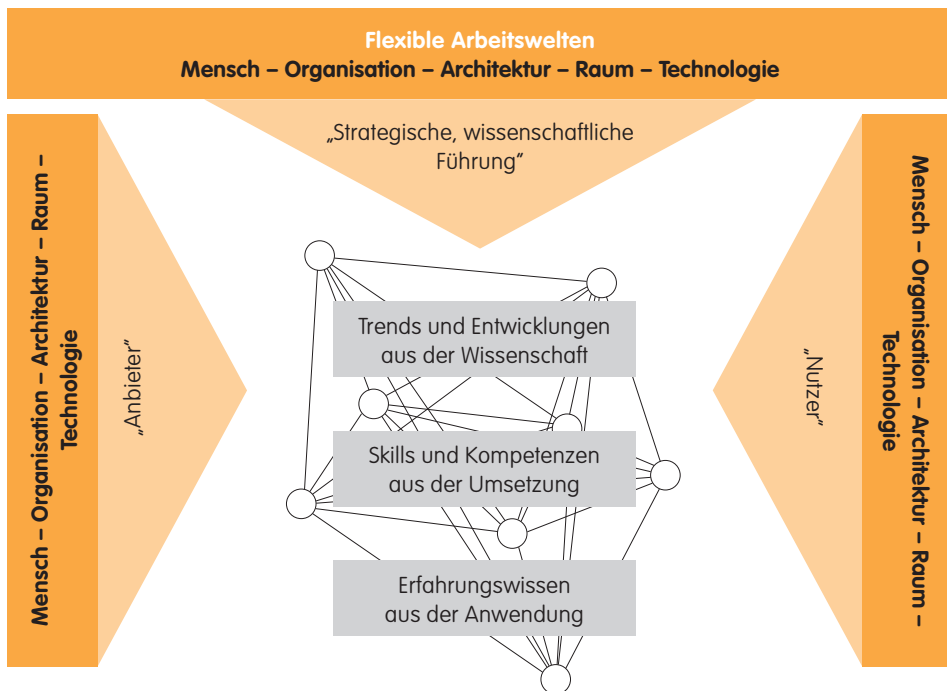 Flexible Arbeitswelten
Mensch – Organisation – Architektur – Raum – Technologie
„Strategische, wissenschaftliche
Führung“
Mensch – Organisation – Architektur – Raum –
Technologie
„Anbieter“
Trends und Entwicklungen
aus der Wissenschaft
Skills und Kompetenzen
aus der Umsetzung
Erfahrungswissen
aus der Anwendung
„Nutzer“
Mensch – Organisation – Architektur – Raum –
Technologie